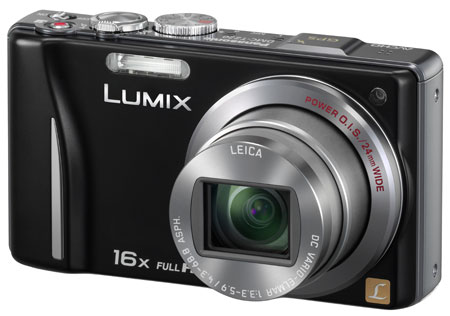 LUMIX
POWER O.I.S./24mm WIDE
LEICA
DC VARIO-ELMAR 1:3.3-5.9/4.3-68.8 ASPH.
16x FULL
L